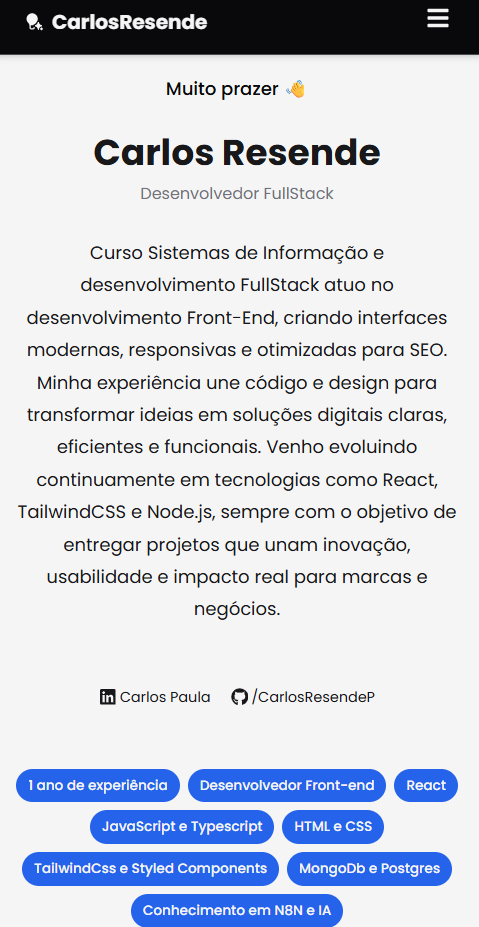 CarlosResende
Muito prazer 👋
Carlos Resende
Desenvolvedor FullStack
Curso Sistemas de Informação e
desenvolvimento FullStack atuo no
desenvolvimento Front-End, criando interfaces
modernas, responsivas e otimizadas para SEO.
Minha experiência une código e design para
transformar ideias em soluções digitais claras,
eficientes e funcionais. Venho evoluindo
continuamente em tecnologias como React,
TailwindCSS e Node.js, sempre com o objetivo de
entregar projetos que unam inovação,
usabilidade e impacto real para marcas e
negócios.
Carlos Paula /CarlosResendeP
1 ano de experiência Desenvolvedor Front-end React
JavaScript e Typescript HTML e CSS
TailwindCss e Styled Components MongoDb e Postgres
Conhecimento em N8N e IA